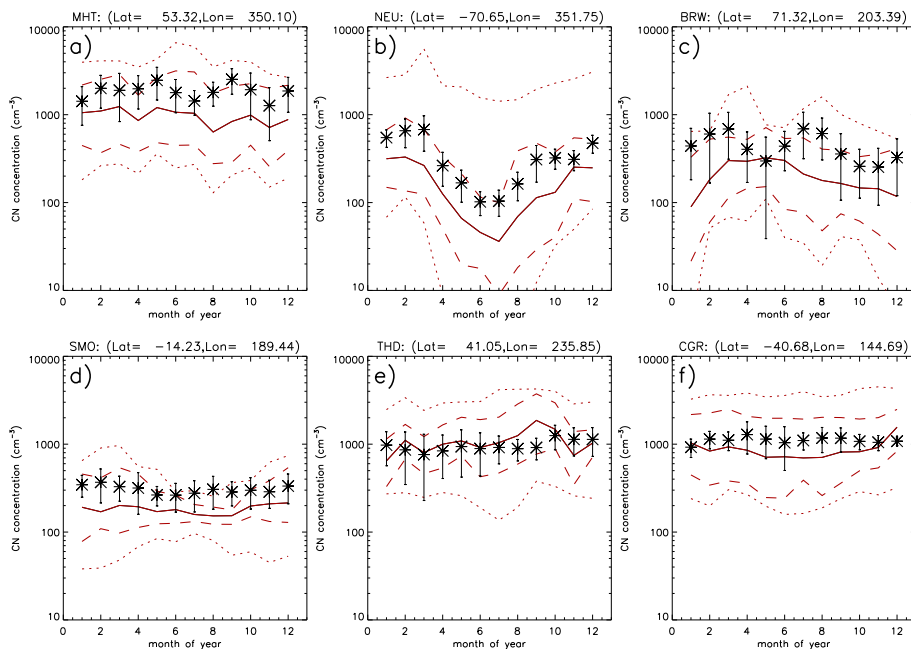 MHT: (Lat= 53.32,Lon= 350.10)
a)
CN concentration (cm⁻³)
10000
1000
100
10
0 2 4 6 8 10 12
month of year
NEU: (Lat= −70.65,Lon= 351.75)
b)
CN concentration (cm⁻³)
10000
1000
100
10
0 2 4 6 8 10 12
month of year
BRW: (Lat= 71.32,Lon= 203.39)
c)
CN concentration (cm⁻³)
10000
1000
100
10
0 2 4 6 8 10 12
month of year
SMO: (Lat= −14.23,Lon= 189.44)
d)
CN concentration (cm⁻³)
10000
1000
100
10
0 2 4 6 8 10 12
month of year
THD: (Lat= 41.05,Lon= 235.85)
e)
CN concentration (cm⁻³)
10000
1000
100
10
0 2 4 6 8 10 12
month of year
CGR: (Lat= −40.68,Lon= 144.69)
f)
CN concentration (cm⁻³)
10000
1000
100
10
0 2 4 6 8 10 12
month of year